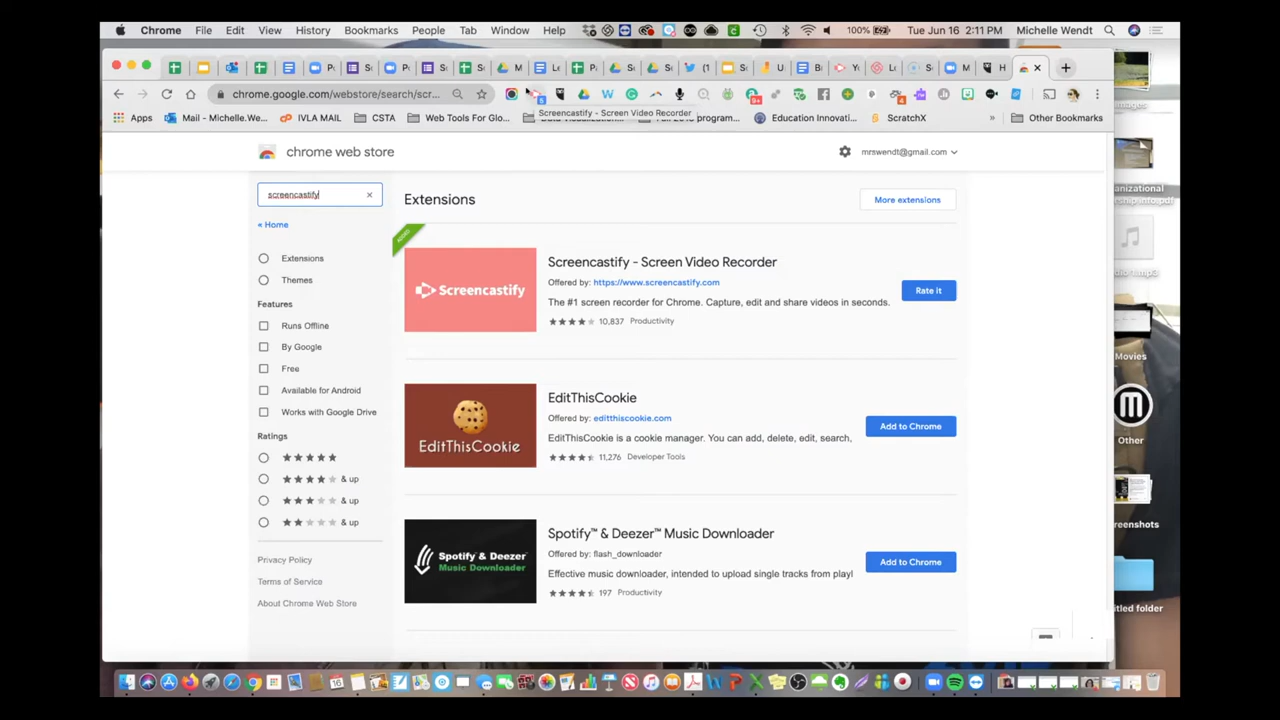 Chrome File Edit View History Bookmarks People Tab Window Help 100% Tue Jun 16 2:11 PM Michelle Wendt
chrome.google.com/webstore/search/scr...
Screencastify - Screen Video Recorder
Apps Mail - Michelle.We... IVLA MAIL CSTA Web Tools For Glo... Education Innovati... ScratchX » Other Bookmarks
chrome web store mrswendt@gmail.com
screencastify ×
Extensions More extensions
« Home
Extensions
Themes
Features
Runs Offline
By Google
Free
Available for Android
Works with Google Drive
Ratings
& up
& up
& up
Privacy Policy
Terms of Service
About Chrome Web Store
ADDED
Screencastify
Screencastify - Screen Video Recorder
Offered by: https://www.screencastify.com
The #1 screen recorder for Chrome. Capture, edit and share videos in seconds.
10,837 Productivity
Rate it
EditThisCookie
EditThisCookie
Offered by: editthiscookie.com
EditThisCookie is a cookie manager. You can add, delete, edit, search,
11,276 Developer Tools
Add to Chrome
Spotify & Deezer™
Music Downloader
Spotify™ & Deezer™ Music Downloader
Offered by: flash_downloader
Effective music downloader, intended to upload single tracks from playl
197 Productivity
Add to Chrome
Movies
Other